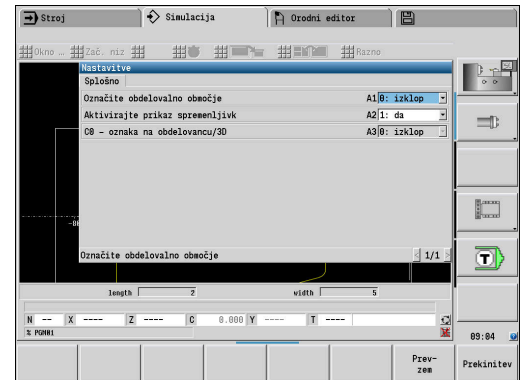 Stroj Simulacija Orodni editor
Okno ... Zač. niz Razno
Nastavitve
Splošno
Označite obdelovalno območje A1 0: izklop
Aktivirajte prikaz spremenljivk A2 1: da
C0 – oznaka na obdelovancu/3D A3 0: izklop
Označite obdelovalno območje 1/1
length 2 width 5
N -- X ---- Z ---- C 0.000 Y ---- T ----
% PGM01
09:04
Prev-
zem
Prekinitev